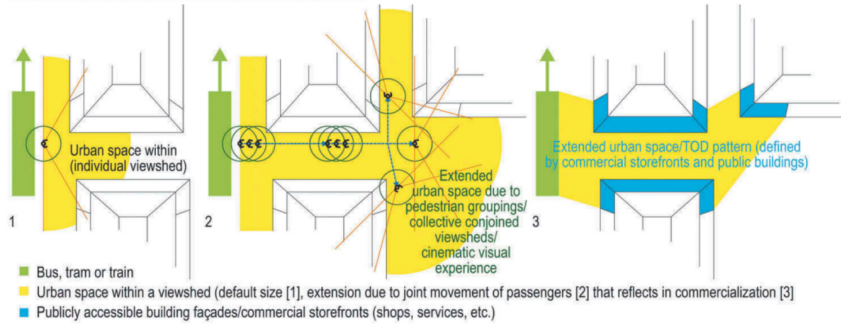 Urban space within
(individual viewshed)
1
2
Extended
urban space due to
pedestrian groupings/
collective conjoined
viewsheds/
cinematic visual
experience
Extended urban space/TOD pattern (defined
by commercial storefronts and public buildings)
3
Bus, tram or train
Urban space within a viewshed (default size [1], extension due to joint movement of passengers [2] that reflects in commercialization [3]
Publicly accessible building façades/commercial storefronts (shops, services, etc.)